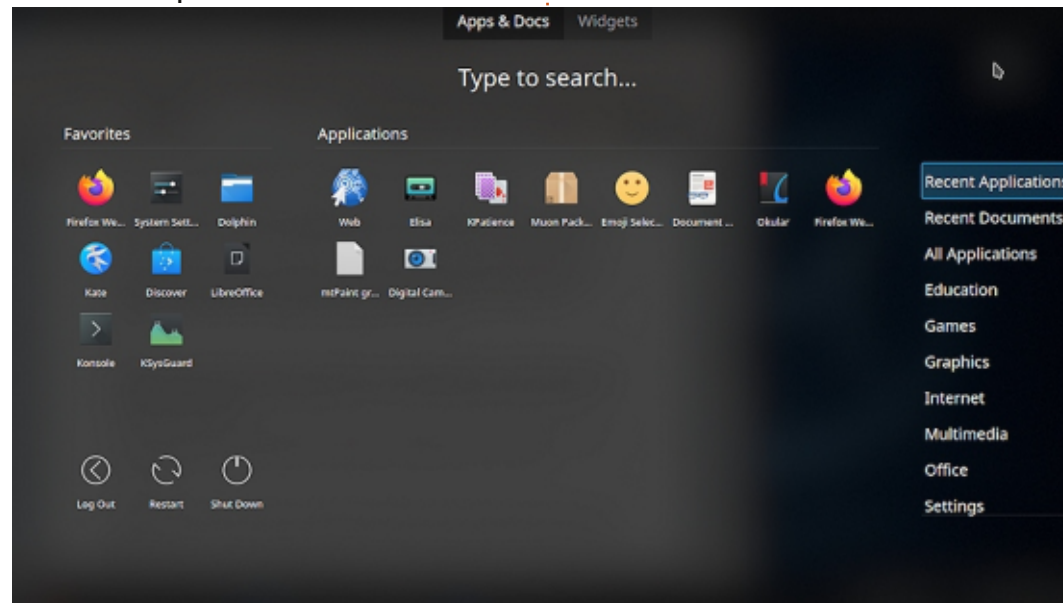 Apps & Docs Widgets
Type to search...
Favorites
Applications
Firefox We... System Sett... Dolphin
Web Elisa KPatience Muon Pack... Emoji Selec... Document ... Okular Firefox We...
Kate Discover LibreOffice
mtPaint gr... Digital Cam...
Konsole KSysGuard
Log Out Restart Shut Down
Recent Applications
Recent Documents
All Applications
Education
Games
Graphics
Internet
Multimedia
Office
Settings